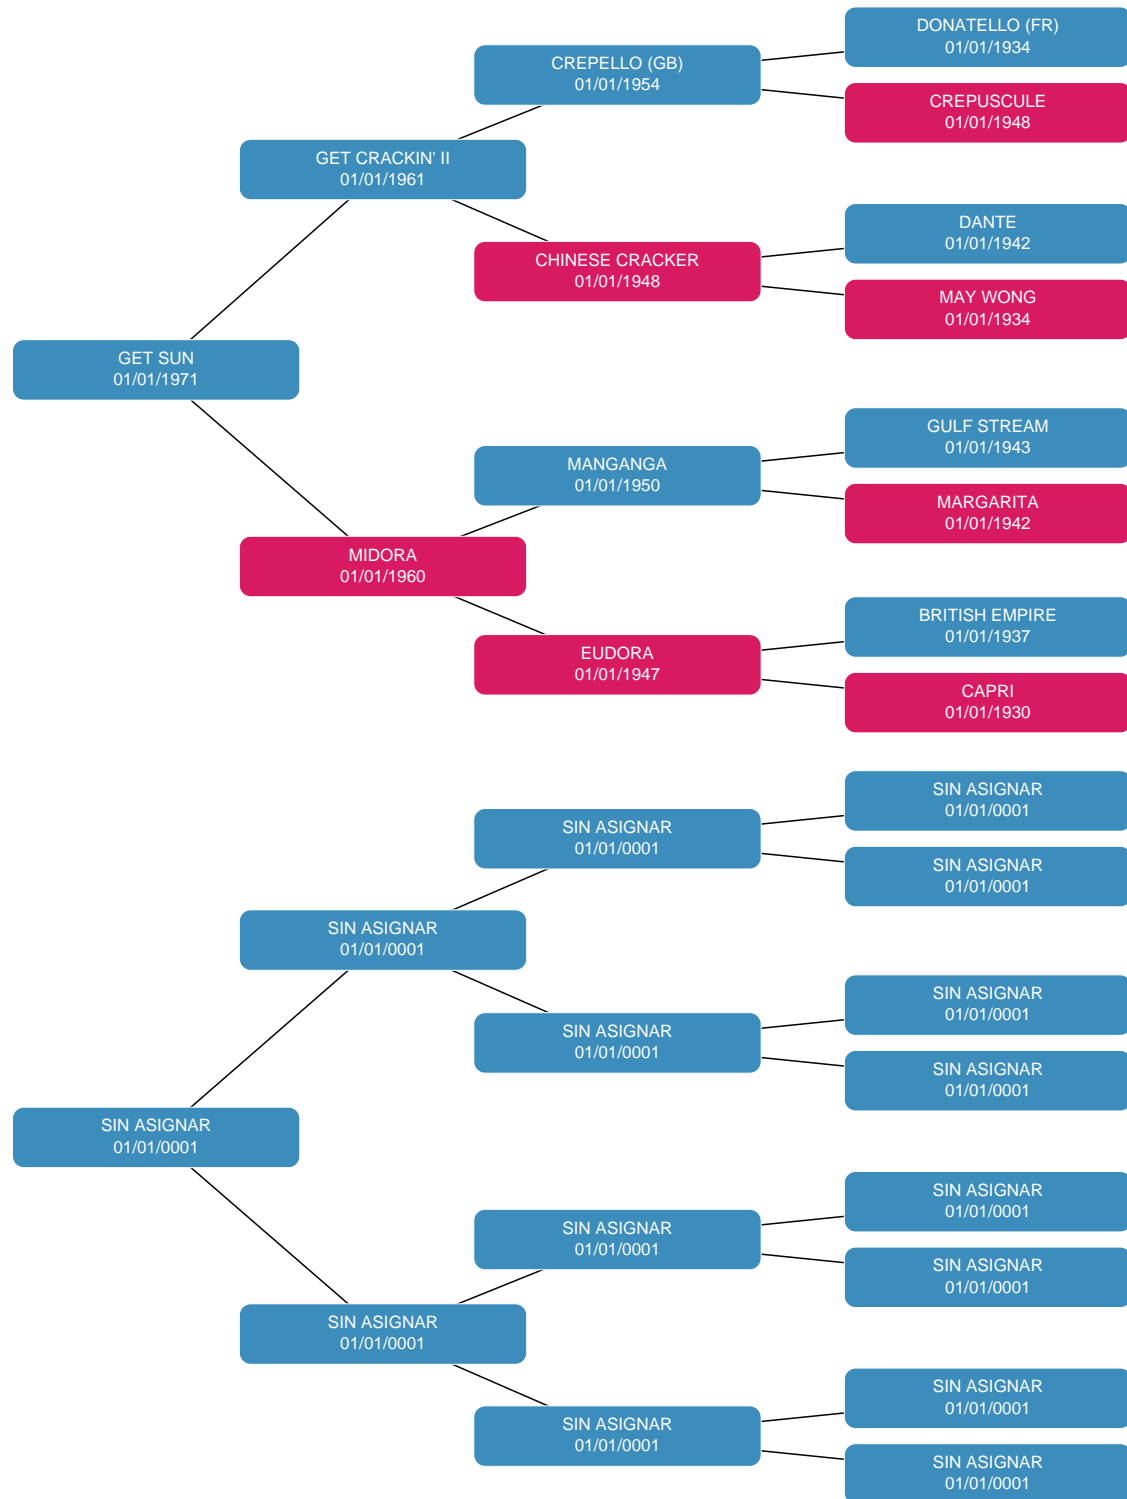 DONATELLO (FR)
01/01/1934
CREPELLO (GB)
01/01/1954
CREPUSCULE
01/01/1948
GET CRACKIN' II
01/01/1961
DANTE
01/01/1942
CHINESE CRACKER
01/01/1948
MAY WONG
01/01/1934
GET SUN
01/01/1971
GULF STREAM
01/01/1943
MANGANGA
01/01/1950
MARGARITA
01/01/1942
MIDORA
01/01/1960
BRITISH EMPIRE
01/01/1937
EUDORA
01/01/1947
CAPRI
01/01/1930
SIN ASIGNAR
01/01/0001
SIN ASIGNAR
01/01/0001
SIN ASIGNAR
01/01/0001
SIN ASIGNAR
01/01/0001
SIN ASIGNAR
01/01/0001
SIN ASIGNAR
01/01/0001
SIN ASIGNAR
01/01/0001
SIN ASIGNAR
01/01/0001
SIN ASIGNAR
01/01/0001
SIN ASIGNAR
01/01/0001
SIN ASIGNAR
01/01/0001
SIN ASIGNAR
01/01/0001
SIN ASIGNAR
01/01/0001
SIN ASIGNAR
01/01/0001
SIN ASIGNAR
01/01/0001